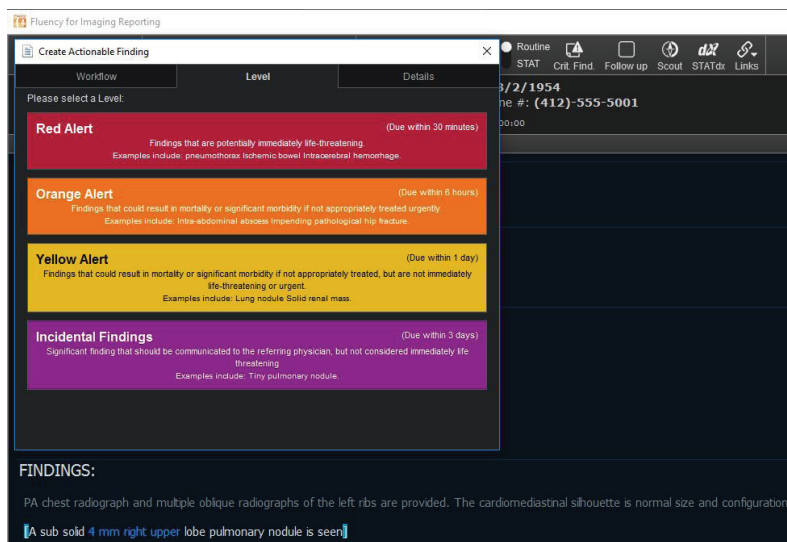 Fluency for Imaging Reporting
Create Actionable Finding
Routine
STAT
Crit. Find.
Follow up
Scout
STATdx
Links
Workflow
Level
Details
/2/1954
ne #: (412)-555-5001
00:00
Please select a Level:
Red Alert
(Due within 30 minutes)
Findings that are potentially immediately life-threatening.
Examples include: pneumothorax Ischemic bowel Intracerebral hemorrhage.
Orange Alert
(Due within 6 hours)
Findings that could result in mortality or significant morbidity if not appropriately treated urgently
Examples include: Intra-abdominal abscess Impending pathological hip fracture.
Yellow Alert
(Due within 1 day)
Findings that could result in mortality or significant morbidity if not appropriately treated, but are not immediately
life-threatening or urgent.
Examples include: Lung nodule Solid renal mass.
Incidental Findings
(Due within 3 days)
Significant finding that should be communicated to the referring physician, but not considered immediately life
threatening
Examples include: Tiny pulmonary nodule.
FINDINGS:
PA chest radiograph and multiple oblique radiographs of the left ribs are provided. The cardiomediastinal silhouette is normal size and configuration
[A sub solid 4 mm right upper lobe pulmonary nodule is seen]